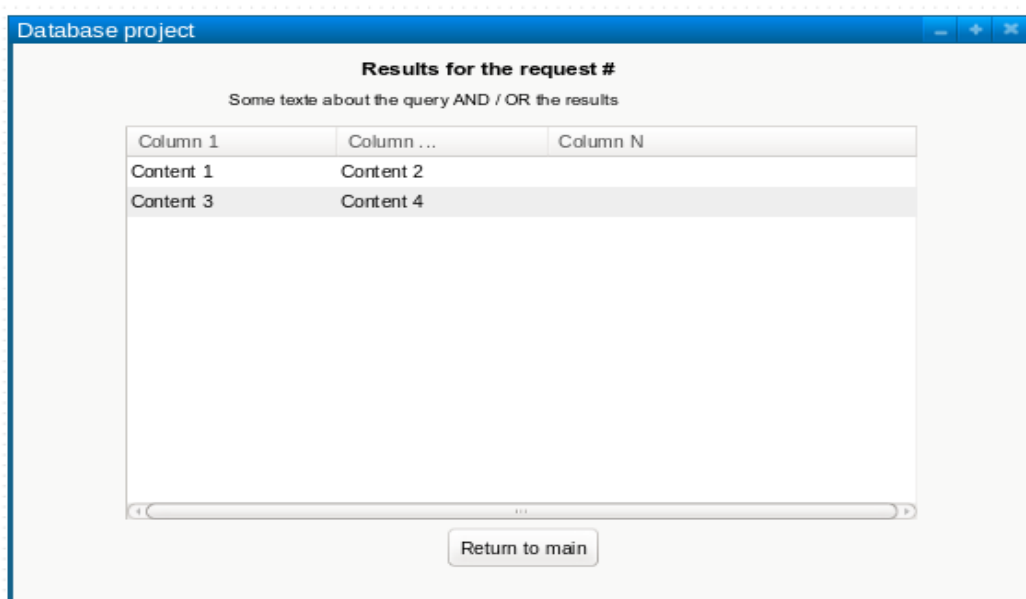 Database project
Results for the request #
Some texte about the query AND / OR the results
Column 1 Column ... Column N
Content 1 Content 2
Content 3 Content 4
Return to main